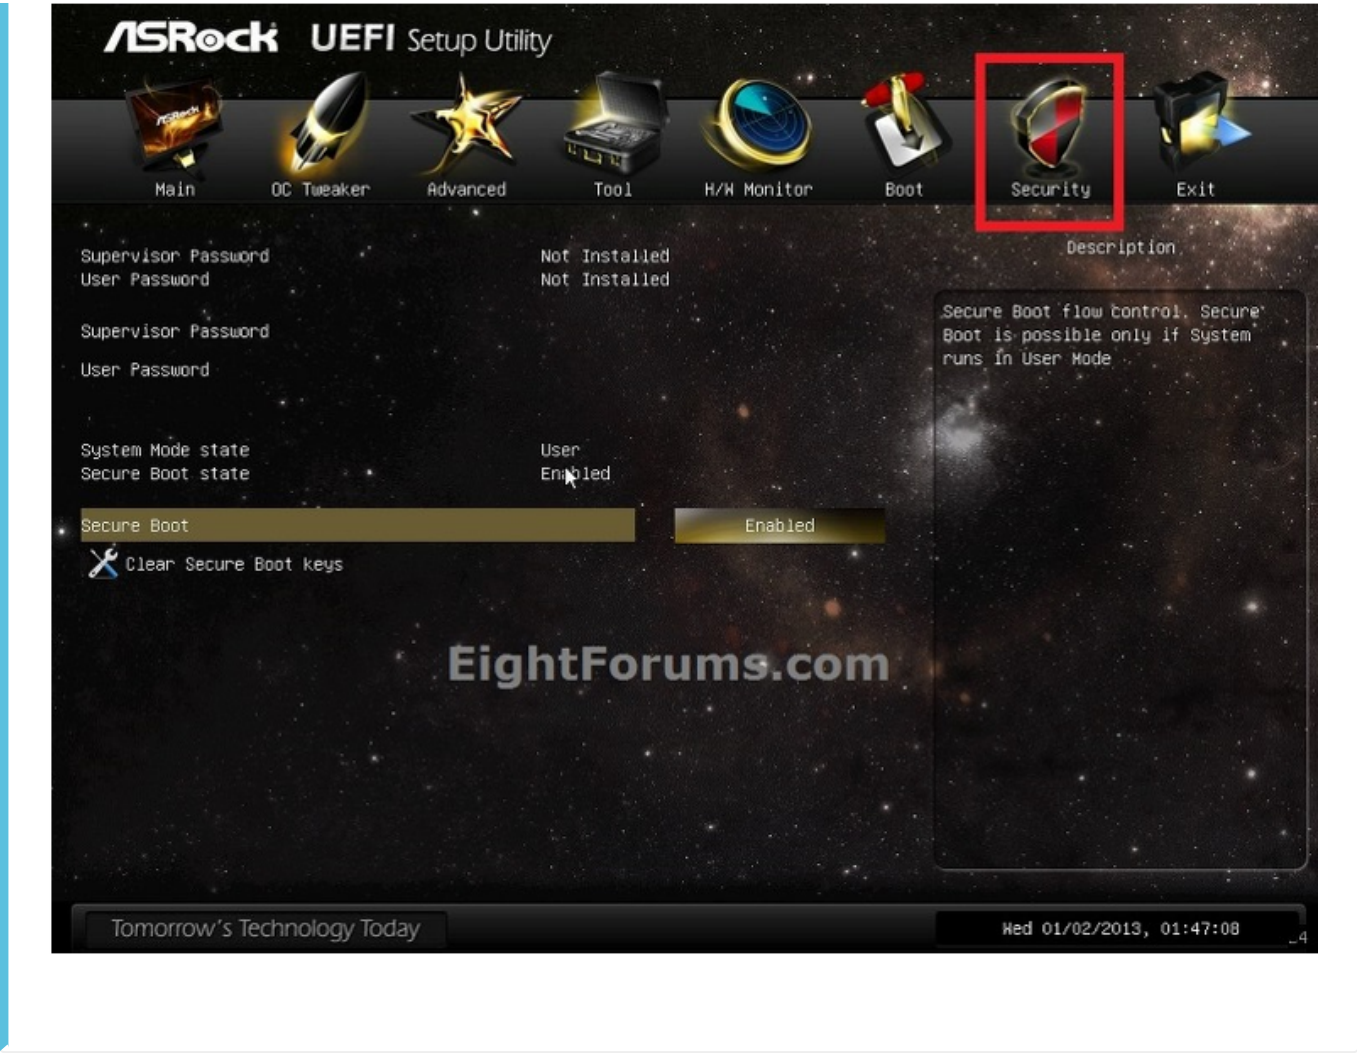 ASRock UEFI Setup Utility
ASRock
Main OC Tweaker Advanced Tool H/W Monitor Boot Security Exit
Description
Supervisor Password Not Installed
User Password Not Installed
Secure Boot flow control. Secure
Boot is possible only if System
runs in User Mode
Supervisor Password
User Password
System Mode state User
Secure Boot state Enabled
Secure Boot Enabled
Clear Secure Boot keys
EightForums.com
Tomorrow's Technology Today
Wed 01/02/2013, 01:47:08